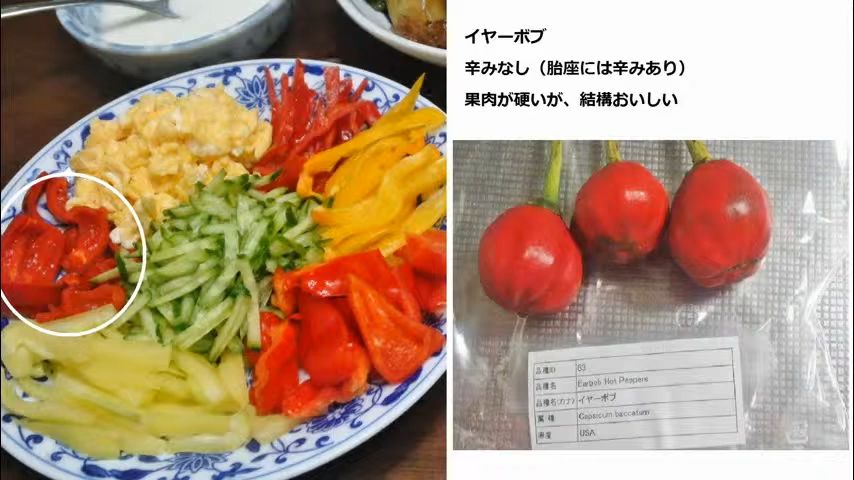 イヤーボブ
辛みなし（胎座には辛みあり）
果肉が硬いが、結構おいしい
品種ID 83
品種名 Earbob Hot Peppers
品種名(カナ) イヤーボブ
属・種 Capsicum baccatum
原産 USA